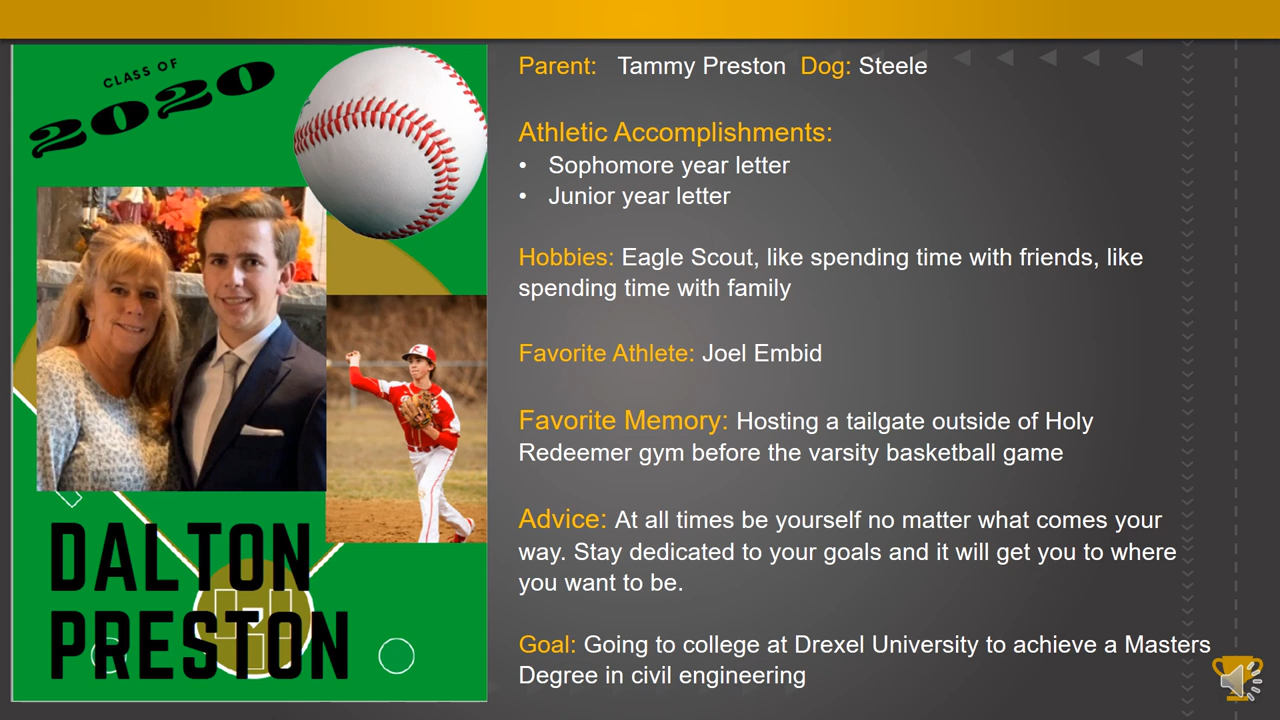 CLASS OF
2020
DALTON
PRESTON
Parent: Tammy Preston Dog: Steele
Athletic Accomplishments:
• Sophomore year letter
• Junior year letter
Hobbies: Eagle Scout, like spending time with friends, like
spending time with family
Favorite Athlete: Joel Embid
Favorite Memory: Hosting a tailgate outside of Holy
Redeemer gym before the varsity basketball game
Advice: At all times be yourself no matter what comes your
way. Stay dedicated to your goals and it will get you to where
you want to be.
Goal: Going to college at Drexel University to achieve a Masters
Degree in civil engineering